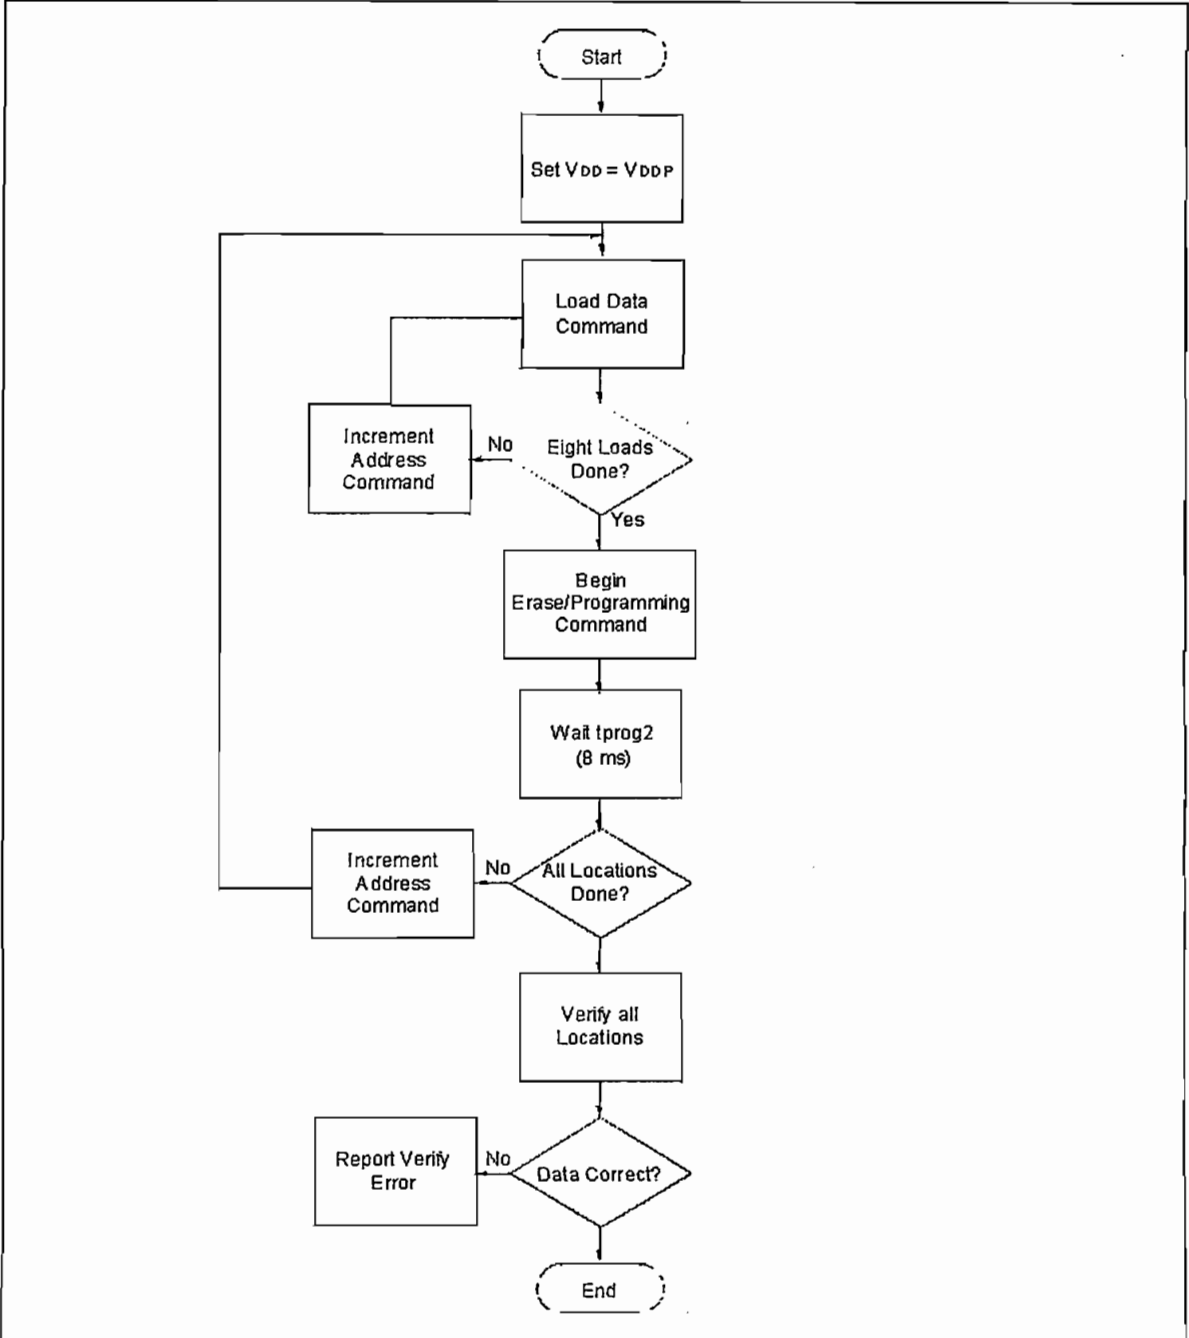 Start
Set VDD = VDDP
Load Data
Command
Increment
Address
Command
No
Eight Loads
Done?
Yes
Begin
Erase/Programming
Command
Wait tprog2
(8 ms)
Increment
Address
Command
No
All Locations
Done?
Verify all
Locations
Report Verify
Error
No
Data Correct?
End